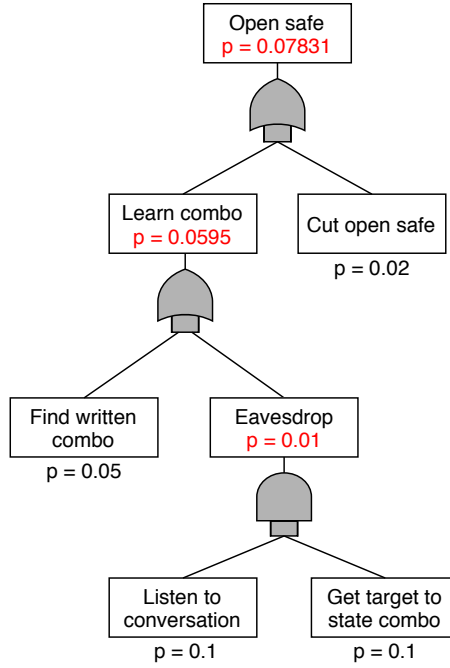 Open safe
p = 0.07831
Learn combo
p = 0.0595
Cut open safe
p = 0.02
Find written
combo
p = 0.05
Eavesdrop
p = 0.01
Listen to
conversation
p = 0.1
Get target to
state combo
p = 0.1